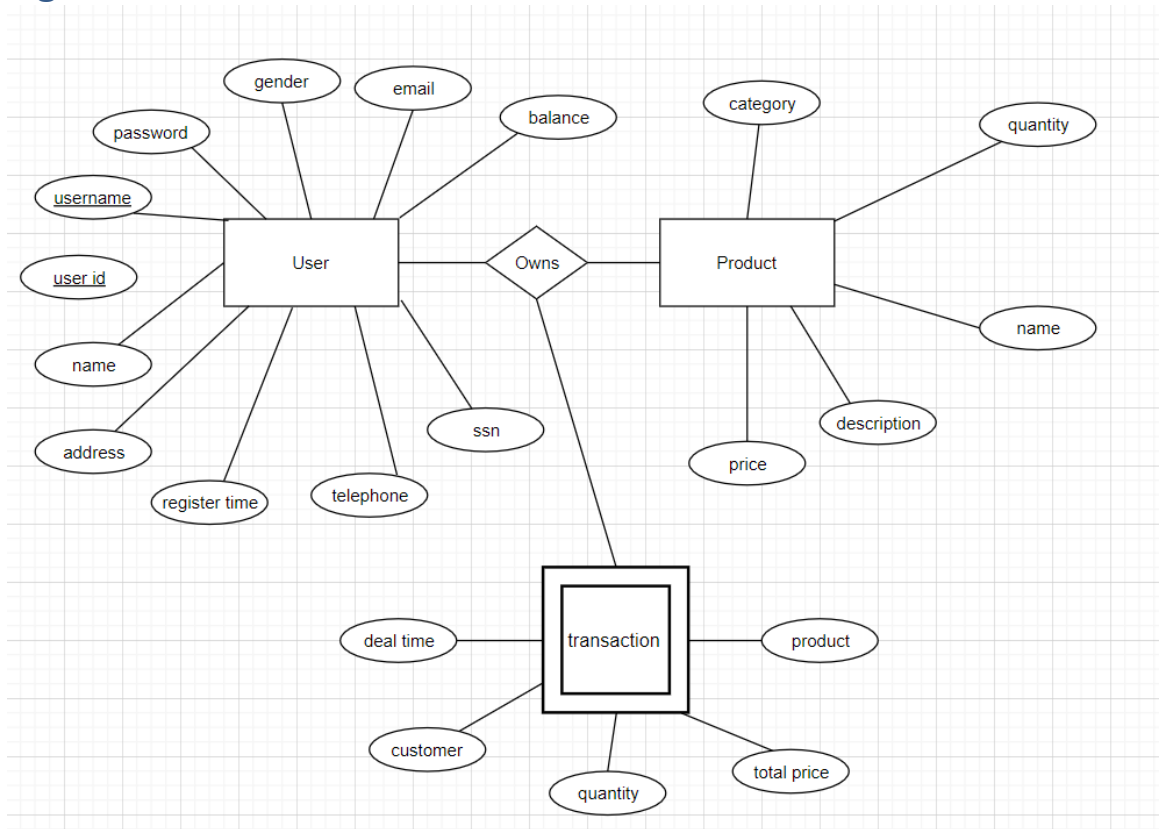 gender
email
category
balance
quantity
password
username
User
Owns
Product
user id
name
name
address
ssn
description
price
register time
telephone
deal time
transaction
product
customer
total price
quantity